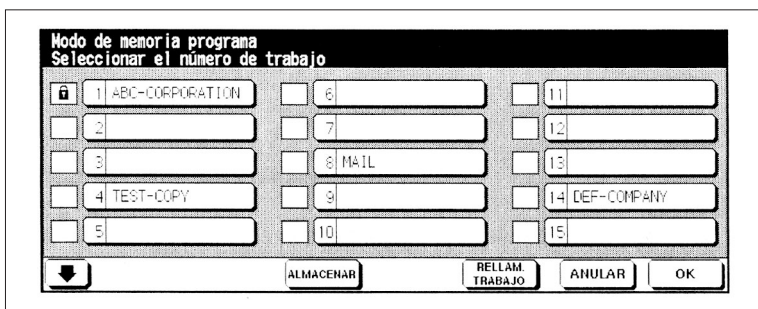 Modo de memoria programa
Seleccionar el número de trabajo
1 ABC-CORPORATION
2
3
4 TEST-COPY
5
6
7
8 MAIL
9
10
11
12
13
14 DEF-COMPANY
15
ALMACENAR
RELLAM.
TRABAJO
ANULAR
OK